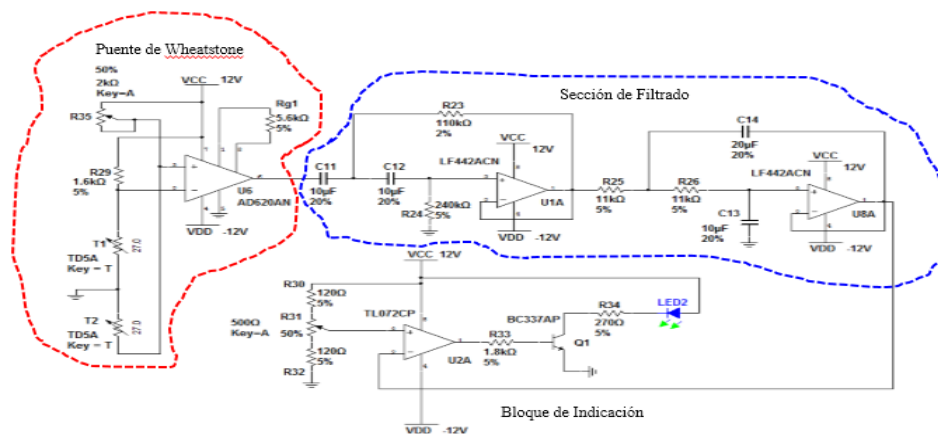 Puente de Wheatstone
50%
2kΩ
Key=A
R35
VCC 12V
Rg1
5.6kΩ
5%
R29
1.6kΩ
5%
U6
AD620AN
VDD -12V
T1
27.0
TD5A
Key = T
T2
27.0
TD5A
Key = T
Sección de Filtrado
R23
110kΩ
2%
C11
10µF
20%
C12
10µF
20%
R24
240kΩ
5%
LF442ACN
VCC
12V
U1A
VDD -12V
R25
11kΩ
5%
R26
11kΩ
5%
C14
20µF
20%
C13
10µF
20%
LF442ACN
VCC
12V
U8A
VDD -12V
VCC 12V
R30
120Ω
5%
500Ω
Key=A
R31
50%
120Ω
5%
R32
TL072CP
U2A
R33
1.8kΩ
5%
BC337AP
Q1
R34
270Ω
5%
LED2
VDD -12V
Bloque de Indicación